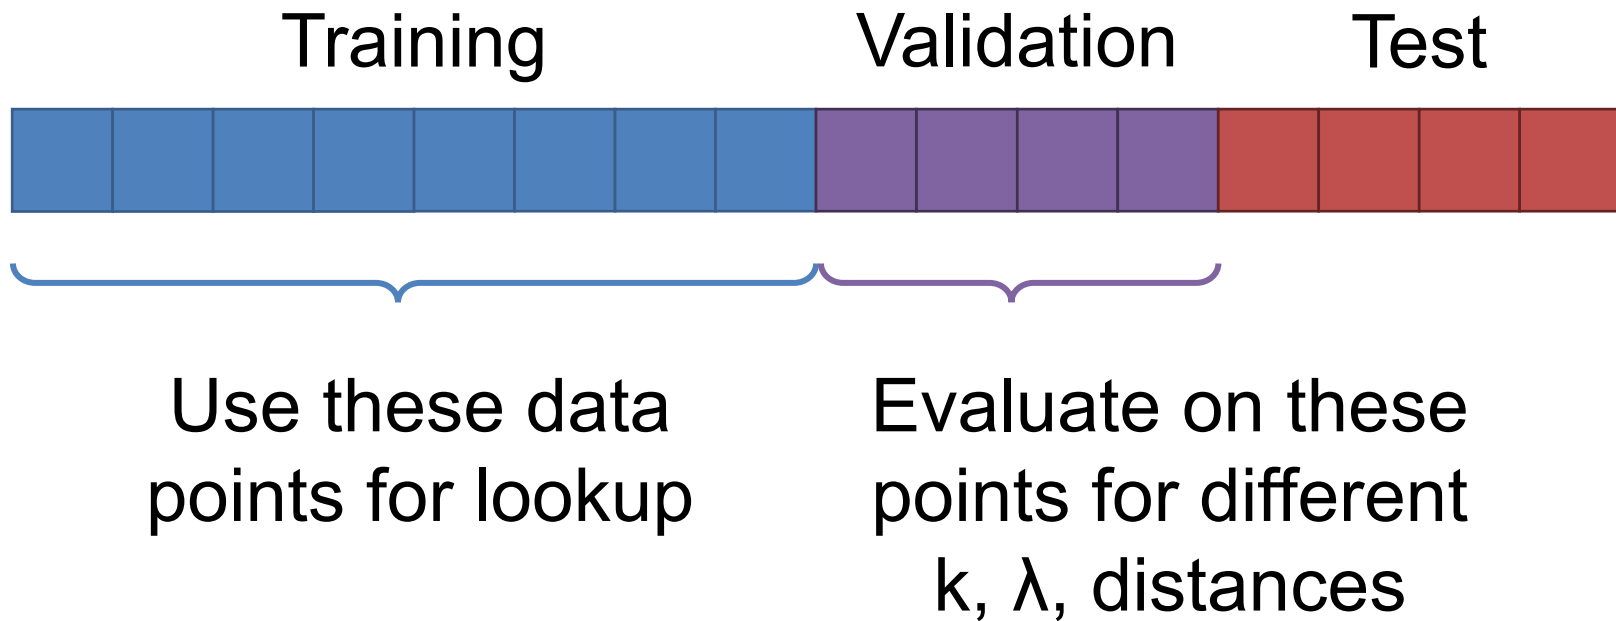 Training
Validation
Test
Use these data
points for lookup
Evaluate on these
points for different
k, λ, distances